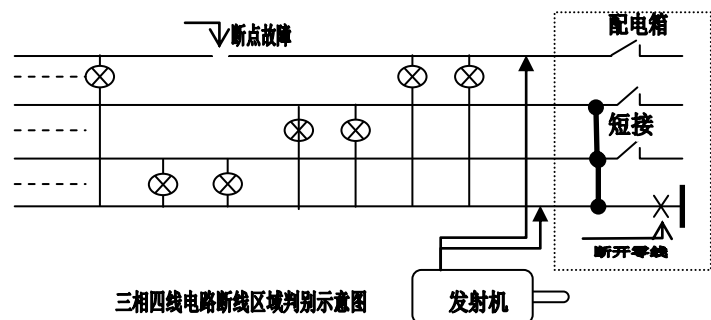 配电箱
断点故障
短接
断开零线
三相四线电路断线区域判别示意图
发射机